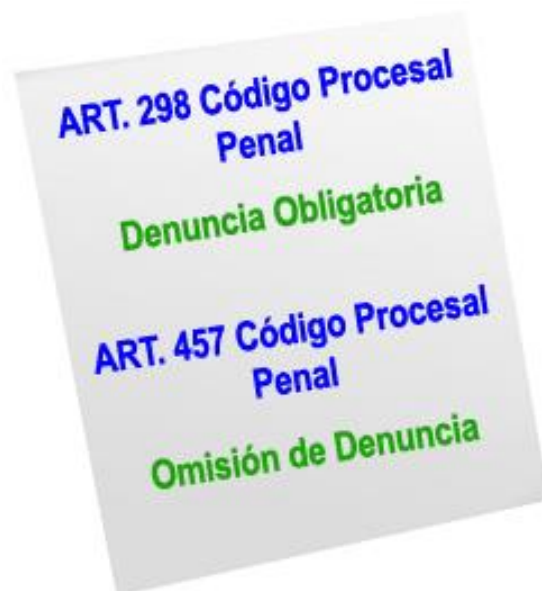 ART. 298 Código Procesal
Penal
Denuncia Obligatoria
ART. 457 Código Procesal
Penal
Omisión de Denuncia